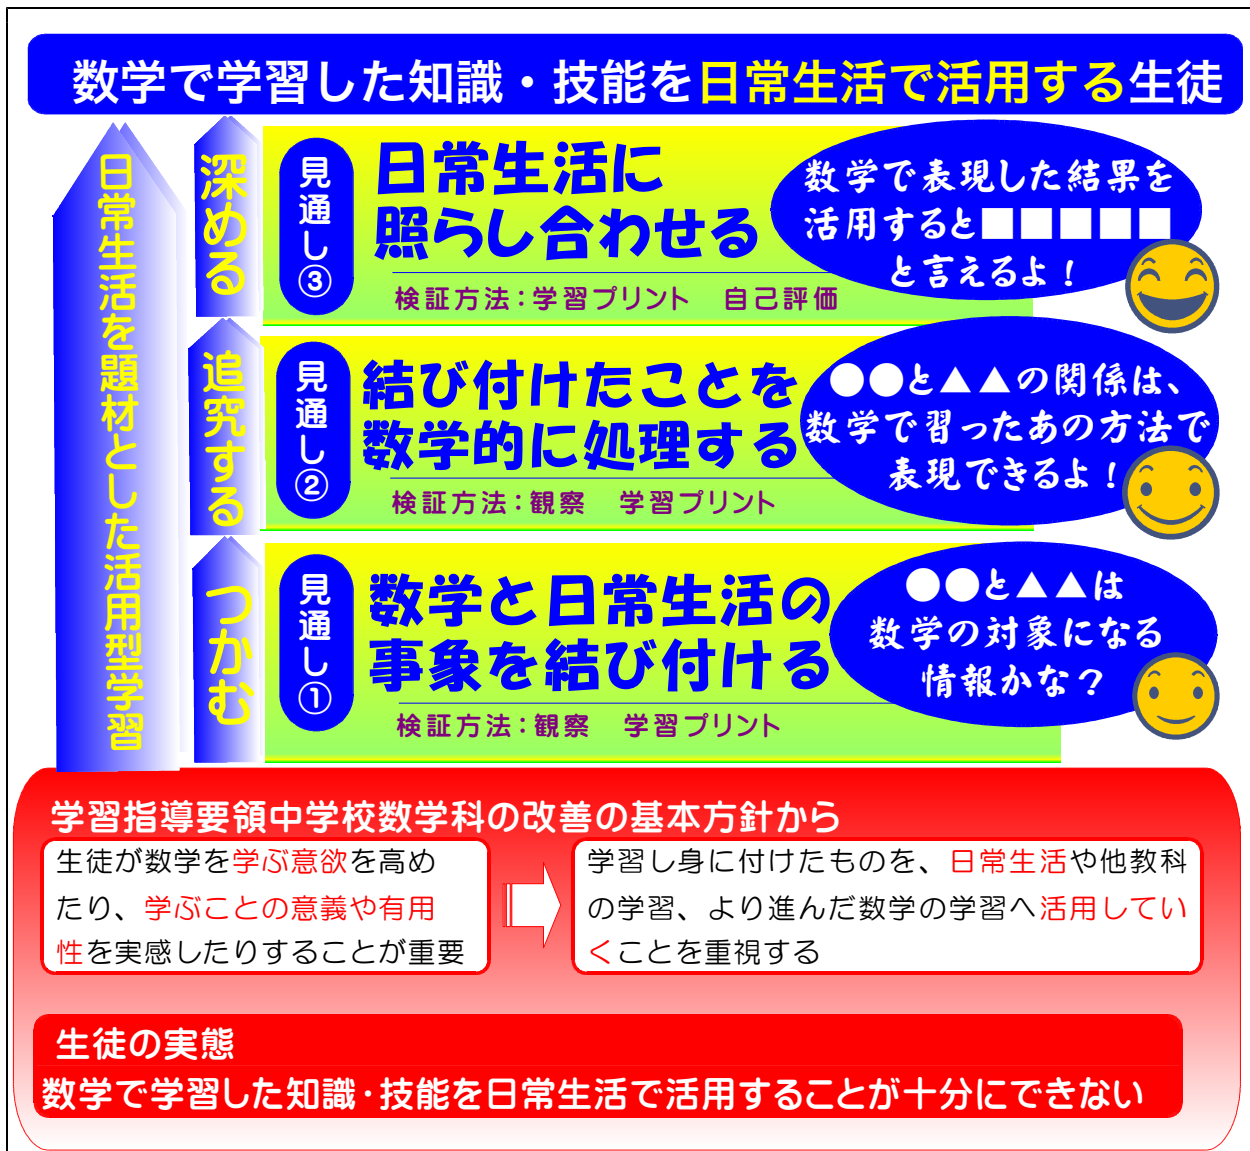 数学で学習した知識・技能を日常生活で活用する生徒
日常生活を題材とした活用型学習
深める
見通し③
日常生活に
照らし合わせる
検証方法：学習プリント　自己評価
数学で表現した結果を
活用すると■■■■■
と言えるよ！
追究する
見通し②
結び付けたことを
数学的に処理する
検証方法：観察　学習プリント
●●と▲▲の関係は、
数学で習ったあの方法で
表現できるよ！
つかむ
見通し①
数学と日常生活の
事象を結び付ける
検証方法：観察　学習プリント
●●と▲▲は
数学の対象になる
情報かな？
学習指導要領中学校数学科の改善の基本方針から
生徒が数学を学ぶ意欲を高め
たり、学ぶことの意義や有用
性を実感したりすることが重要
学習し身に付けたものを、日常生活や他教科
の学習、より進んだ数学の学習へ活用してい
くことを重視する
生徒の実態
数学で学習した知識・技能を日常生活で活用することが十分にできない